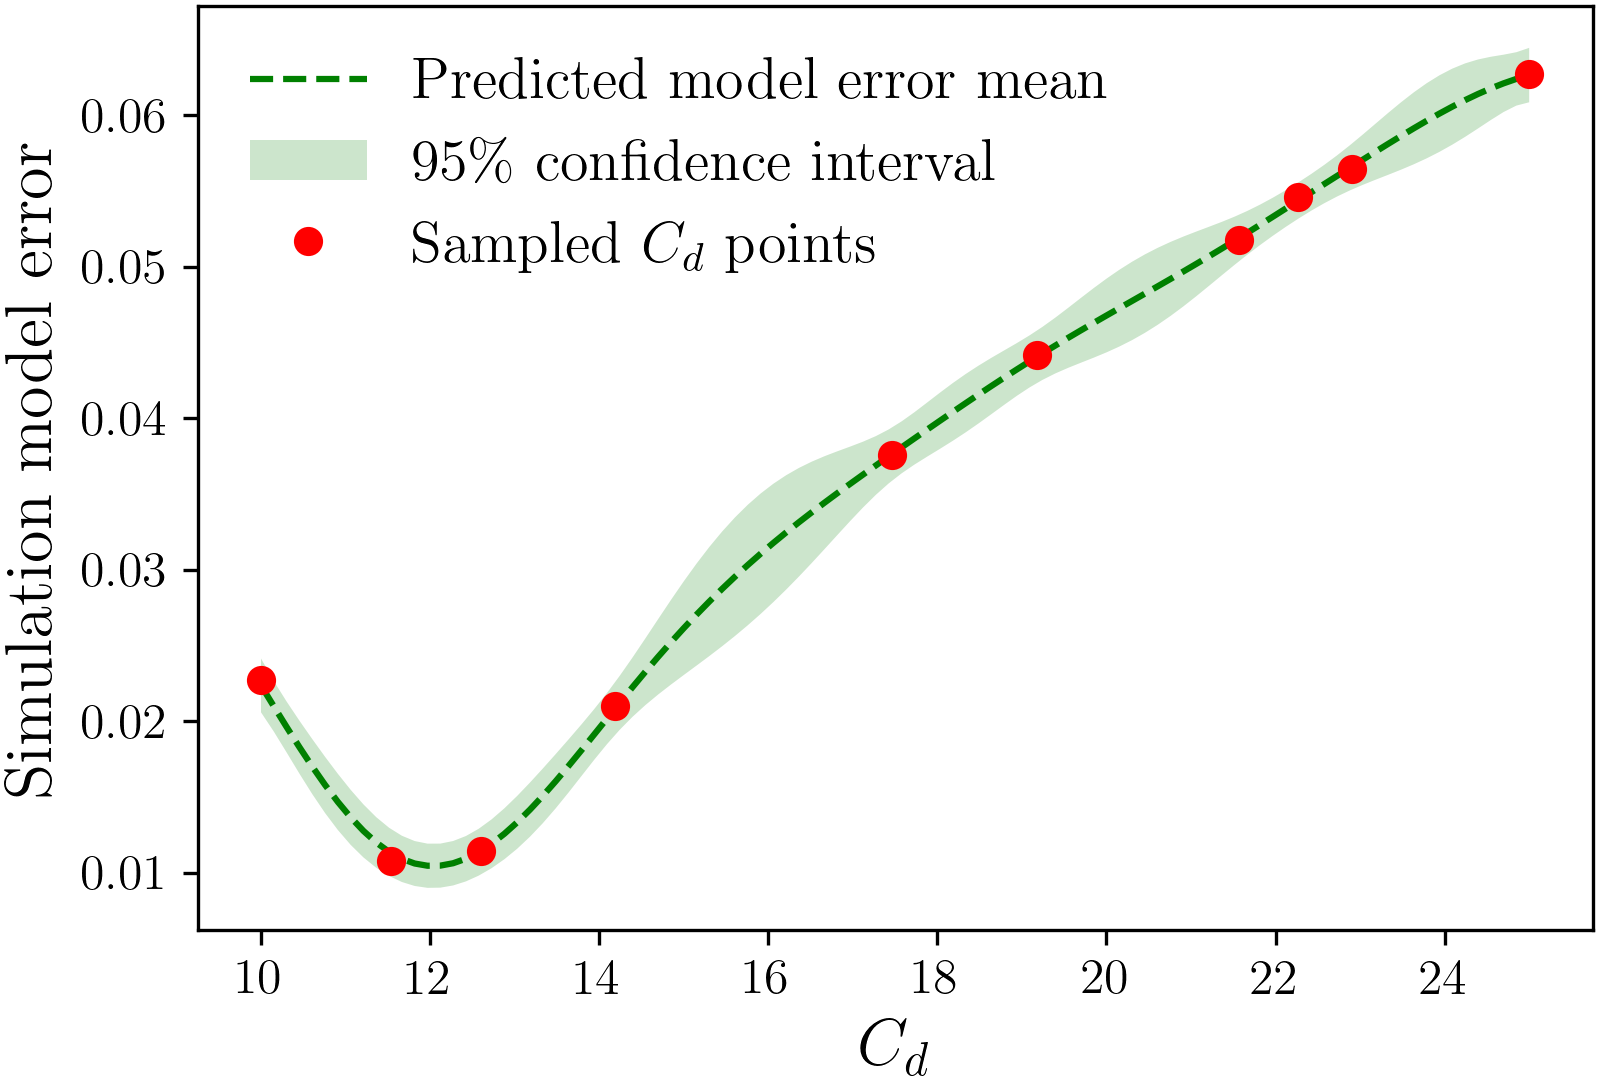 Predicted model error mean
95% confidence interval
Sampled C_d points
Simulation model error
0.06
0.05
0.04
0.03
0.02
0.01
10 12 14 16 18 20 22 24
C_d